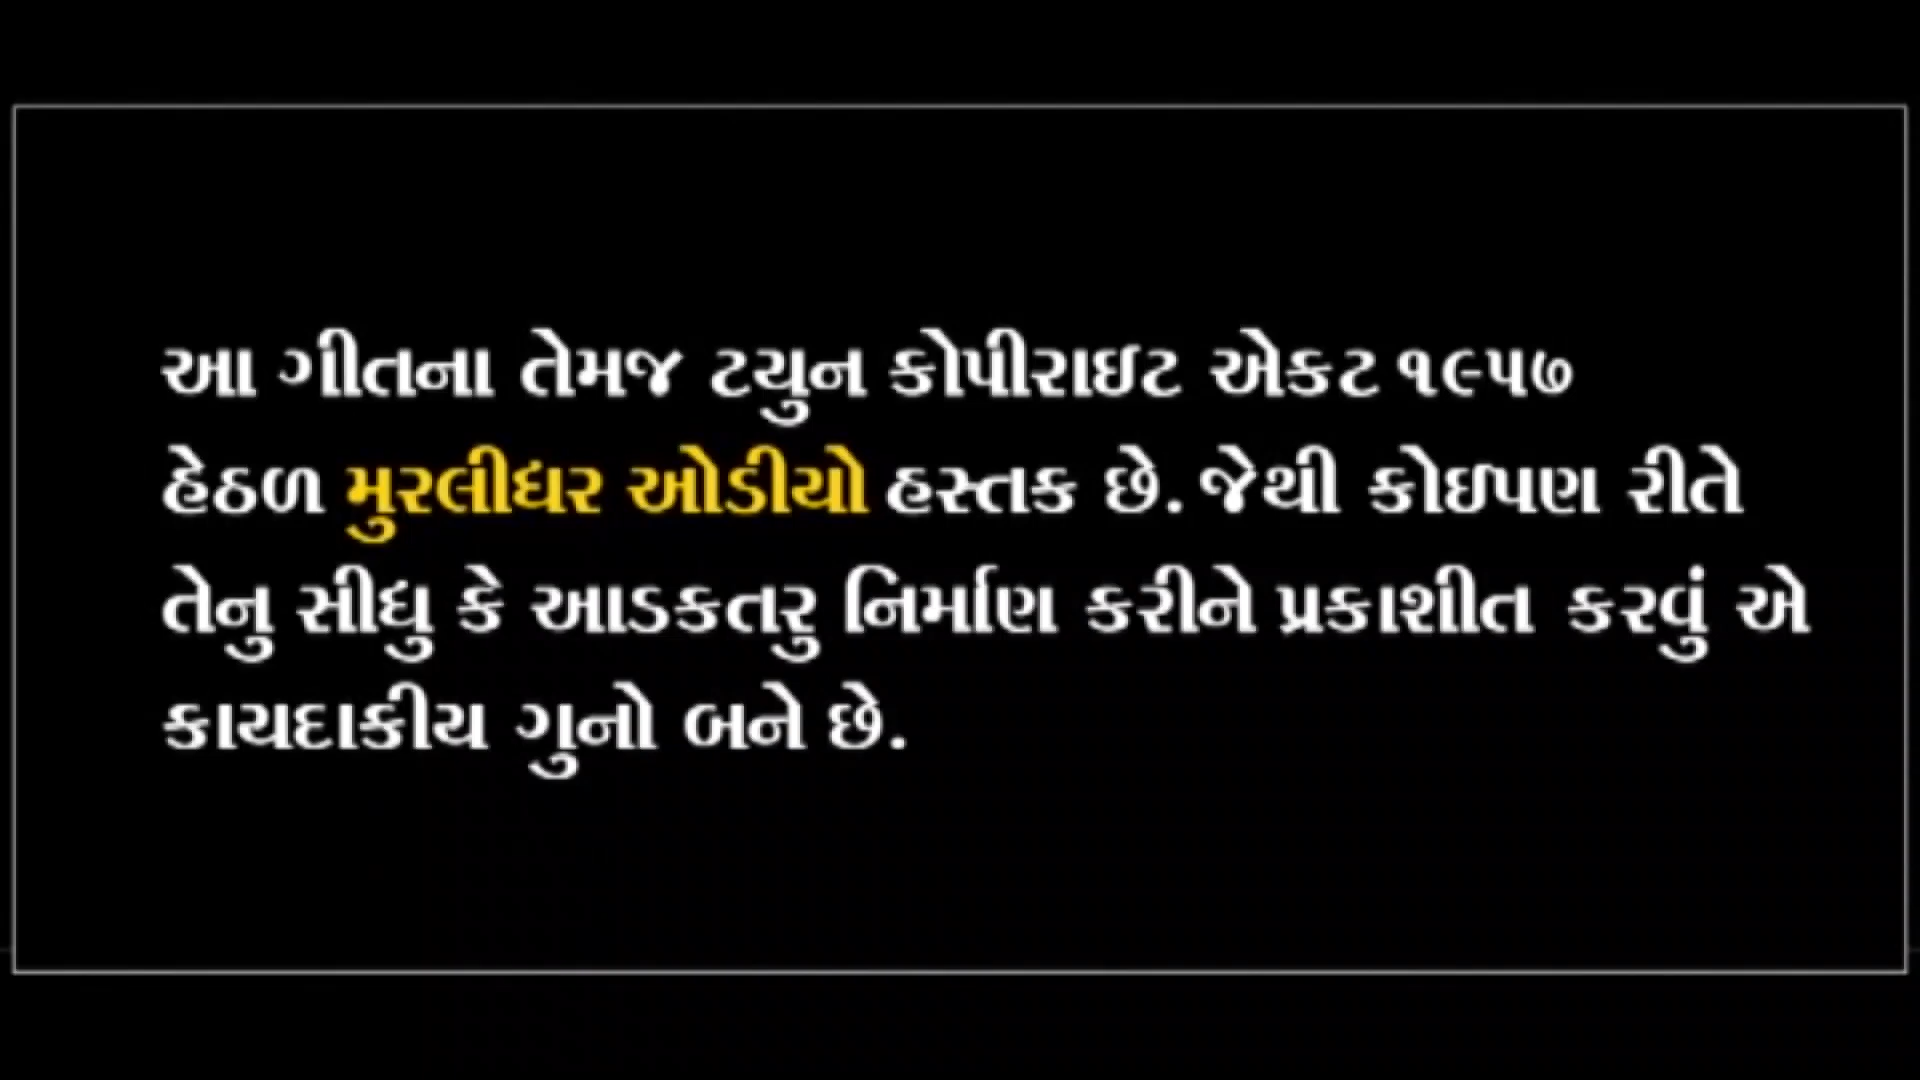 આ ગીતના તેમજ ટયુન કોપીરાઇટ એકટ ૧૯૫૭
હેઠળ મુરલીધર ઓડીયો હસ્તક છે. જેથી કોઇપણ રીતે
તેનુ સીધુ કે આડકતરુ નિર્માણ કરીને પ્રકાશીત કરવું એ
કાયદાકીય ગુનો બને છે.